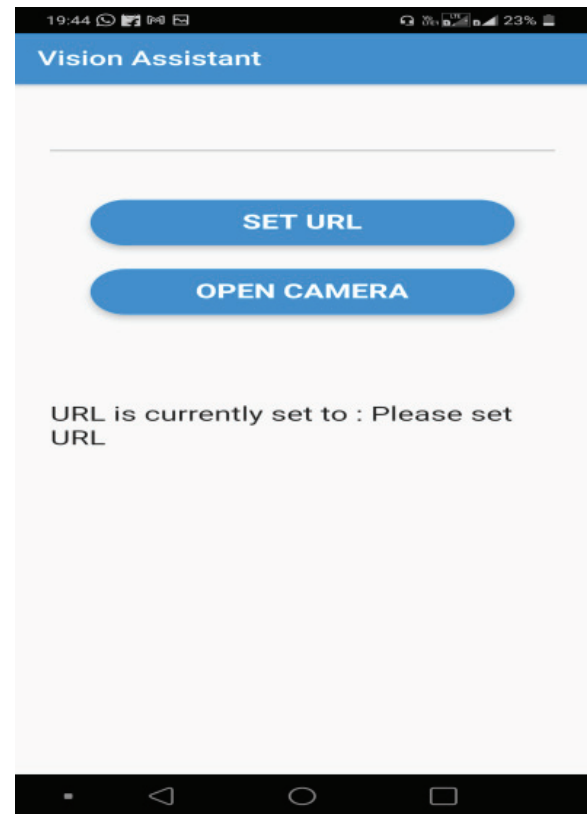 19:44 23%
Vision Assistant
SET URL
OPEN CAMERA
URL is currently set to : Please set
URL